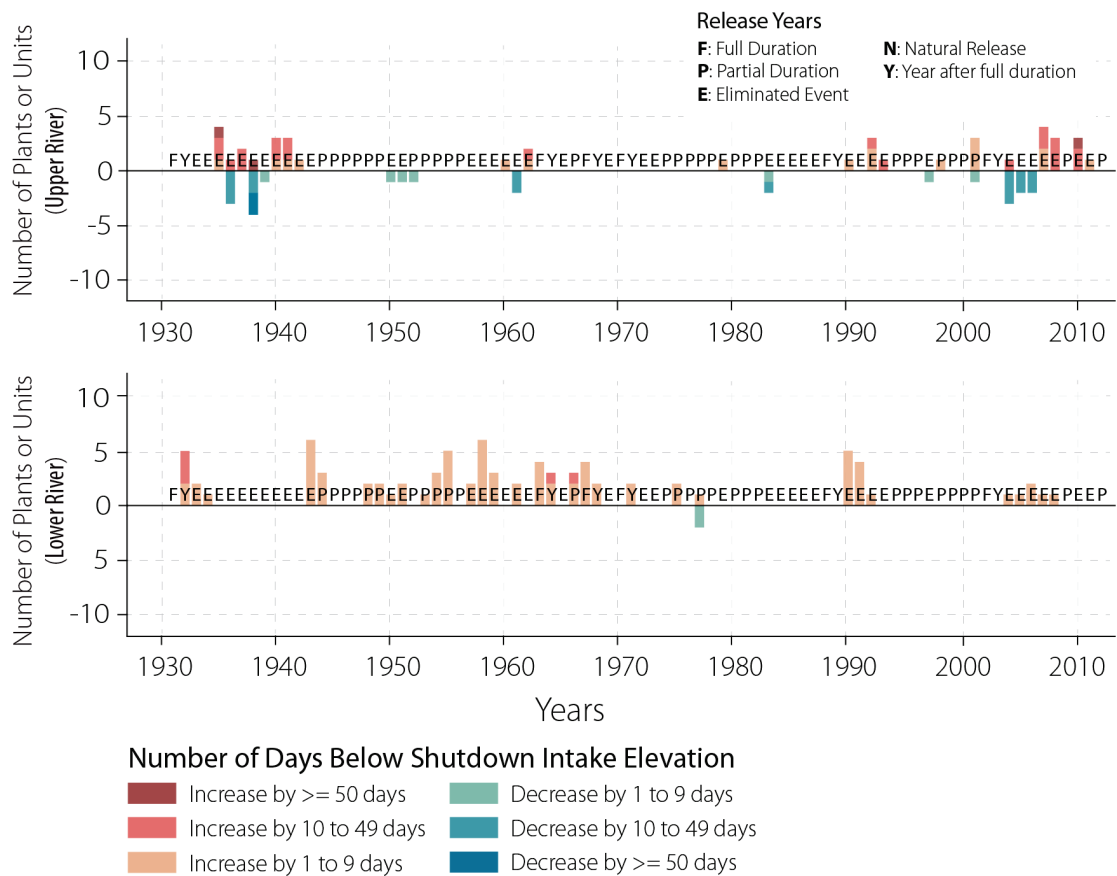 Release Years
F: Full Duration
N: Natural Release
P: Partial Duration
Y: Year after full duration
E: Eliminated Event
Number of Plants or Units
(Upper River)
10
5
FYEEEEEEEEEEEPPPPPPEEPPPPPEEEEEEFYEPFYEFYEEPPPPPEPPPEEEEEFYEEEEPPPEPPPPFYEEEEEPEEP
0
-5
-10
1930 1940 1950 1960 1970 1980 1990 2000 2010
Number of Plants or Units
(Lower River)
10
5
FYEEEEEEEEEEEPPPPPPEEPPPPPEEEEEEFYEPFYEFYEEPPPPPEPPPEEEEEFYEEEEPPPEPPPPFYEEEEEPEEP
0
5
-10
1930 1940 1950 1960 1970 1980 1990 2000 2010
Years
Number of Days Below Shutdown Intake Elevation
Increase by >= 50 days
Decrease by 1 to 9 days
Increase by 10 to 49 days
Decrease by 10 to 49 days
Increase by 1 to 9 days
Decrease by >= 50 days